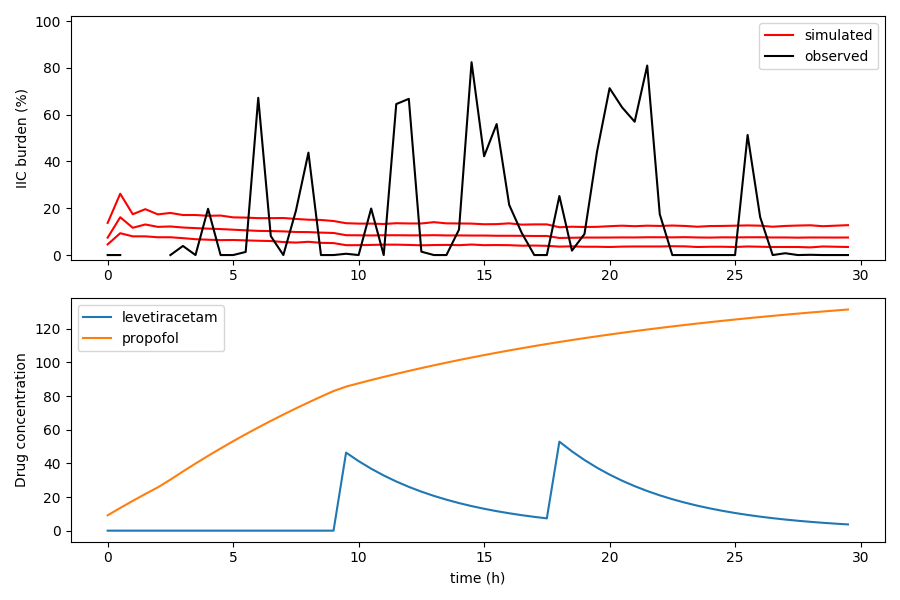 100
80
60
40
20
0
IIC burden (%)
simulated
observed
0 5 10 15 20 25 30
120
100
80
60
40
20
0
Drug concentration
levetiracetam
propofol
0 5 10 15 20 25 30
time (h)